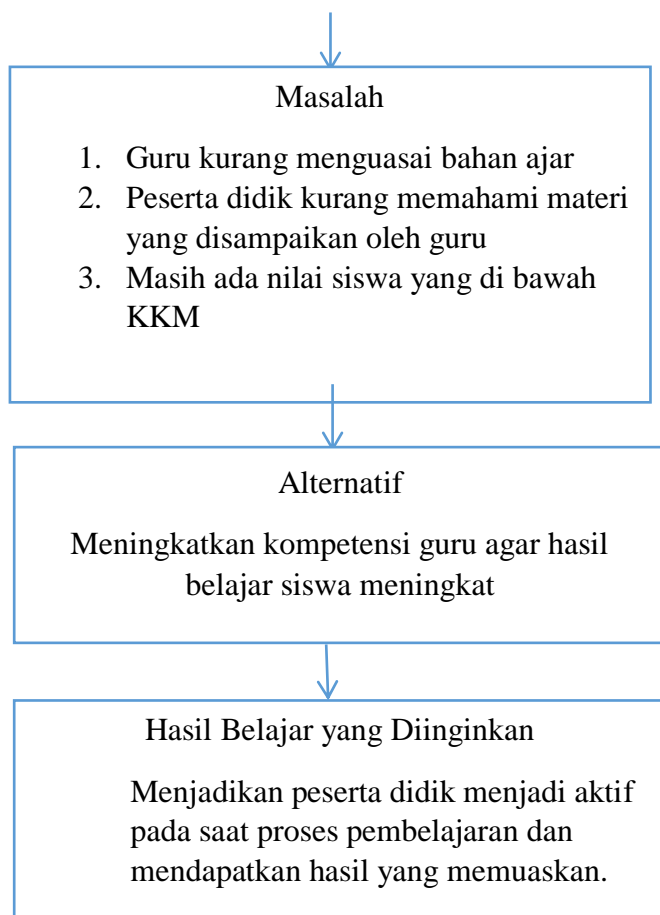 Masalah
1. Guru kurang menguasai bahan ajar
2. Peserta didik kurang memahami materi
yang disampaikan oleh guru
3. Masih ada nilai siswa yang di bawah
KKM
Alternatif
Meningkatkan kompetensi guru agar hasil
belajar siswa meningkat
Hasil Belajar yang Diinginkan
Menjadikan peserta didik menjadi aktif
pada saat proses pembelajaran dan
mendapatkan hasil yang memuaskan.